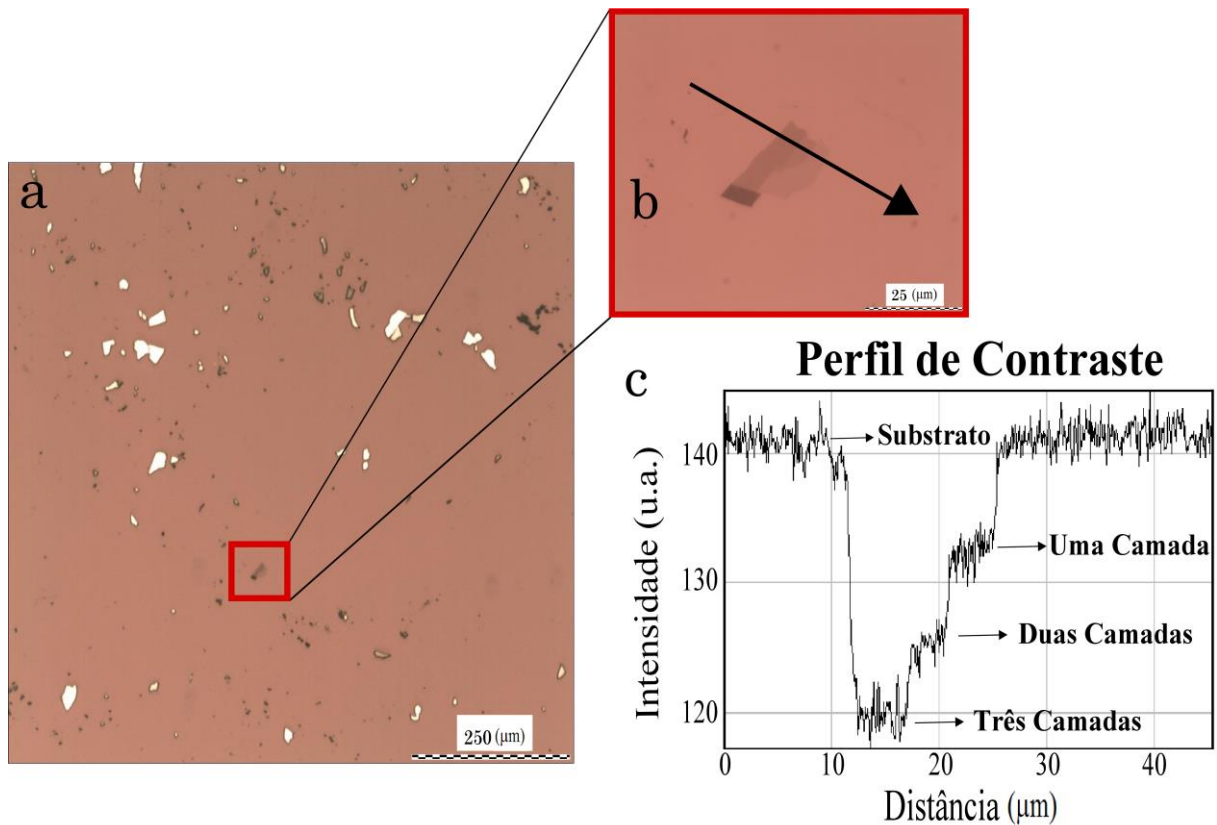 a
250 (μm)
b
25 (μm)
c
Perfil de Contraste
Intensidade (u.a.)
140
130
120
Substrato
Uma Camada
Duas Camadas
Três Camadas
0 10 20 30 40
Distância (μm)